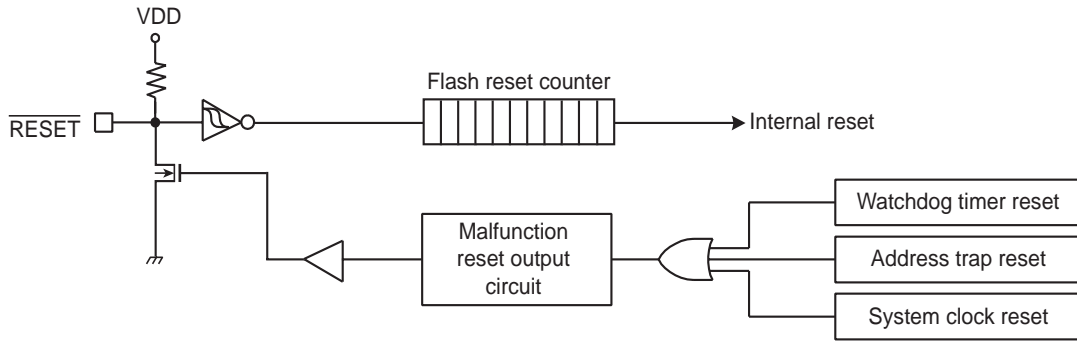 VDD
Flash reset counter
RESET
Internal reset
Watchdog timer reset
Malfunction
reset output
circuit
Address trap reset
System clock reset